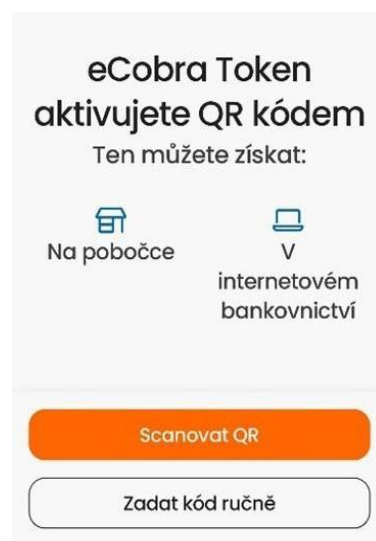 eCobra Token
aktivujete QR kódem
Ten můžete získat:
Na pobočce
V
internetovém
bankovnictví
Scanovat QR
Zadat kód ručně